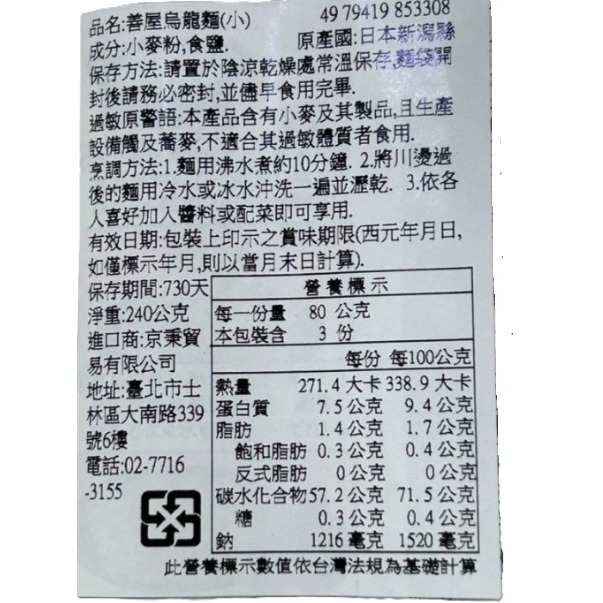 品名:善屋烏龍麵(小) 49 79419 853308
成分:小麥粉,食鹽. 原產國:日本新潟縣
保存方法:請置於陰涼乾燥處常溫保存,麵袋開
封後請務必密封,並儘早食用完畢.
過敏原警語:本產品含有小麥及其製品,且生產
設備觸及蕎麥,不適合其過敏體質者食用.
烹調方法:1.麵用沸水煮約10分鐘. 2.將川燙過
後的麵用冷水或冰水沖洗一遍並瀝乾. 3.依各
人喜好加入醬料或配菜即可享用.
有效日期:包裝上印示之賞味期限(西元年月日,
如僅標示年月,則以當月末日計算).
保存期間:730天
淨重:240公克
進口商:京秉貿
易有限公司
地址:臺北市士
林區大南路339
號6樓
電話:02-7716
-3155
營養標示
每一份量 80 公克
本包裝含 3 份
每份 每100公克
熱量 271.4 大卡 338.9 大卡
蛋白質 7.5 公克 9.4 公克
脂肪 1.4 公克 1.7 公克
飽和脂肪 0.3 公克 0.4 公克
反式脂肪 0 公克 0 公克
碳水化合物 57.2 公克 71.5 公克
糖 0.3 公克 0.4 公克
鈉 1216 毫克 1520 毫克
此營養標示數值依台灣法規為基礎計算